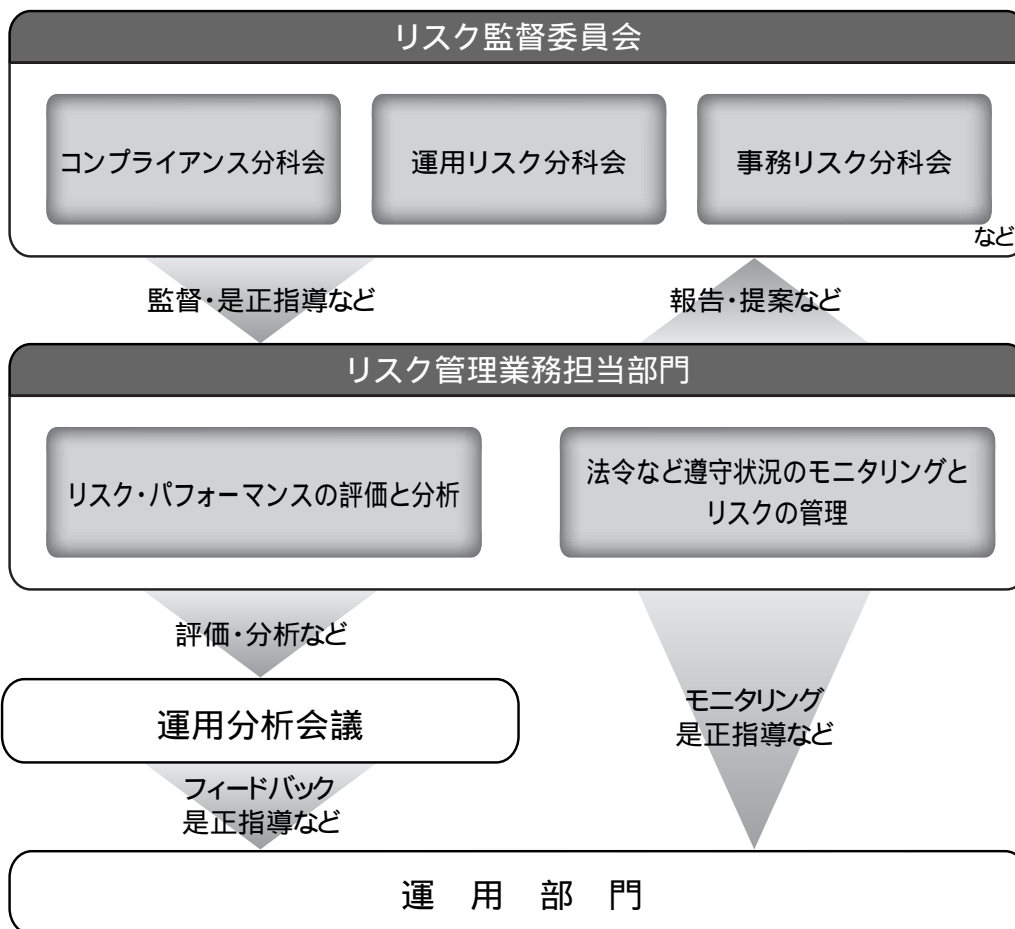 リスク監督委員会
コンプライアンス分科会
運用リスク分科会
事務リスク分科会
など
監督・是正指導など
報告・提案など
リスク管理業務担当部門
リスク・パフォーマンスの評価と分析
法令など遵守状況のモニタリングと
リスクの管理
評価・分析など
運用分析会議
モニタリング
是正指導など
フィードバック
是正指導など
運用部門